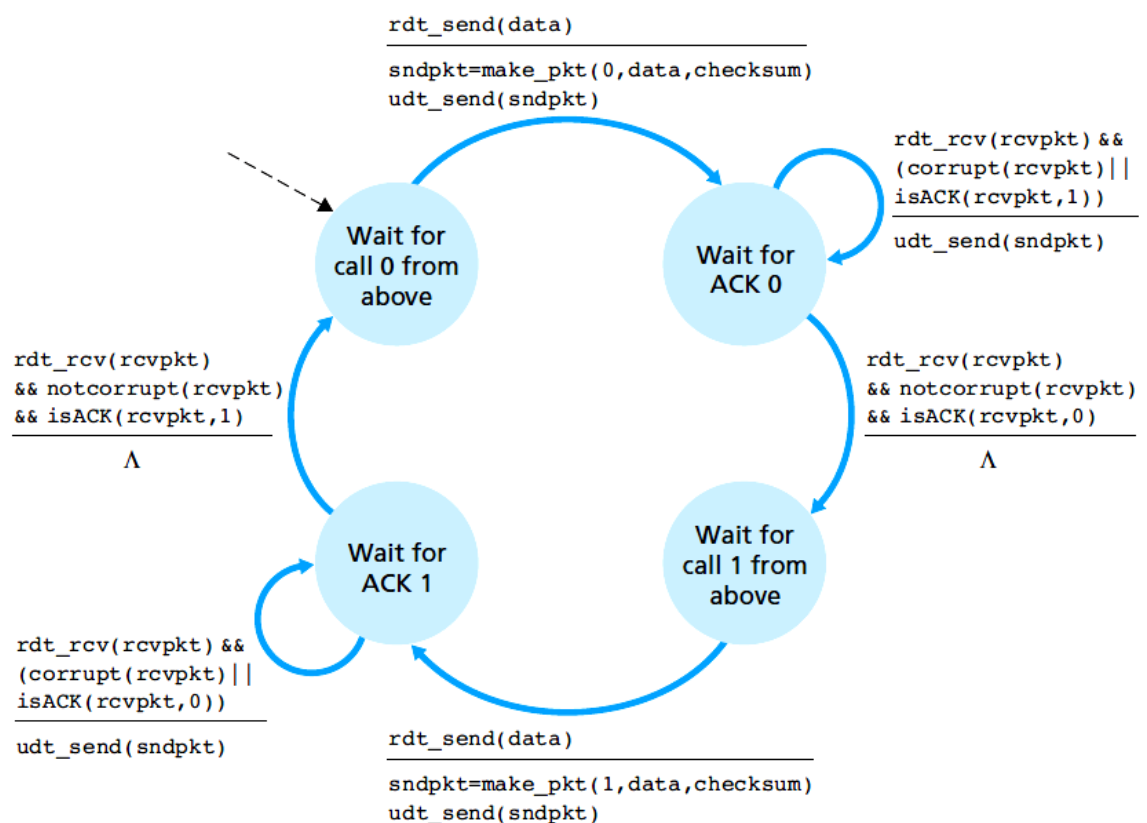 rdt_send(data)
sndpkt=make_pkt(0,data,checksum)
udt_send(sndpkt)
rdt_rcv(rcvpkt) &&
(corrupt(rcvpkt)||
isACK(rcvpkt,1))
udt_send(sndpkt)
Wait for
call 0 from
above
Wait for
ACK 0
rdt_rcv(rcvpkt)
&& notcorrupt(rcvpkt)
&& isACK(rcvpkt,1)
Λ
rdt_rcv(rcvpkt)
&& notcorrupt(rcvpkt)
&& isACK(rcvpkt,0)
Λ
Wait for
ACK 1
Wait for
call 1 from
above
rdt_rcv(rcvpkt) &&
(corrupt(rcvpkt)||
isACK(rcvpkt,0))
udt_send(sndpkt)
rdt_send(data)
sndpkt=make_pkt(1,data,checksum)
udt_send(sndpkt)